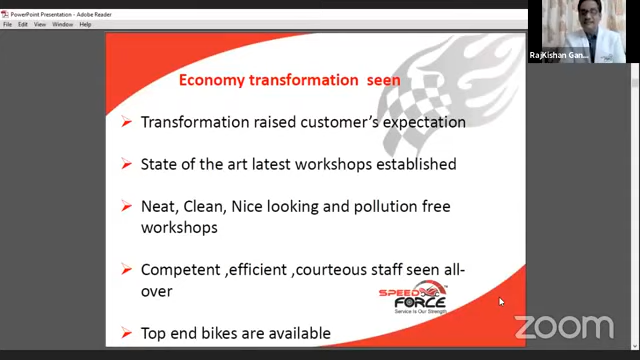 PowerPoint Presentation - Adobe Reader
File Edit View Window Help
RajKishan Gan...
Economy transformation seen
Transformation raised customer's expectation
State of the art latest workshops established
Neat, Clean, Nice looking and pollution free
workshops
Competent ,efficient ,courteous staff seen all-
over
SPEED
FORCE
Service is Our Strength
Top end bikes are available
zoom